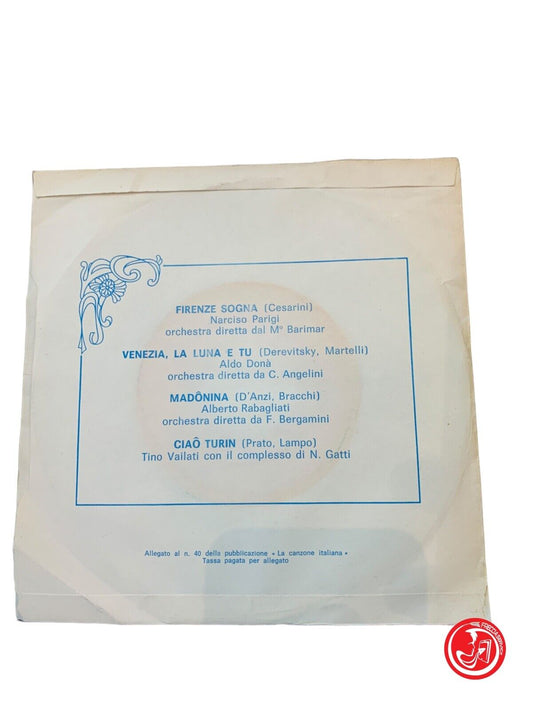 FIRENZE SOGNA (Cesarini)
Narciso Parigi
orchestra diretta dal M° Barimar
VENEZIA, LA LUNA E TU (Derevitsky, Martelli)
Aldo Donà
orchestra diretta da C. Angelini
MADÔNINA (D'Anzi, Bracchi)
Alberto Rabagliati
orchestra diretta da F. Bergamini
CIAÔ TURIN (Prato, Lampo)
Tino Vailati con il complesso di N. Gatti
Allegato al n. 40 della pubblicazione « La canzone italiana »
Tassa pagata per allegato